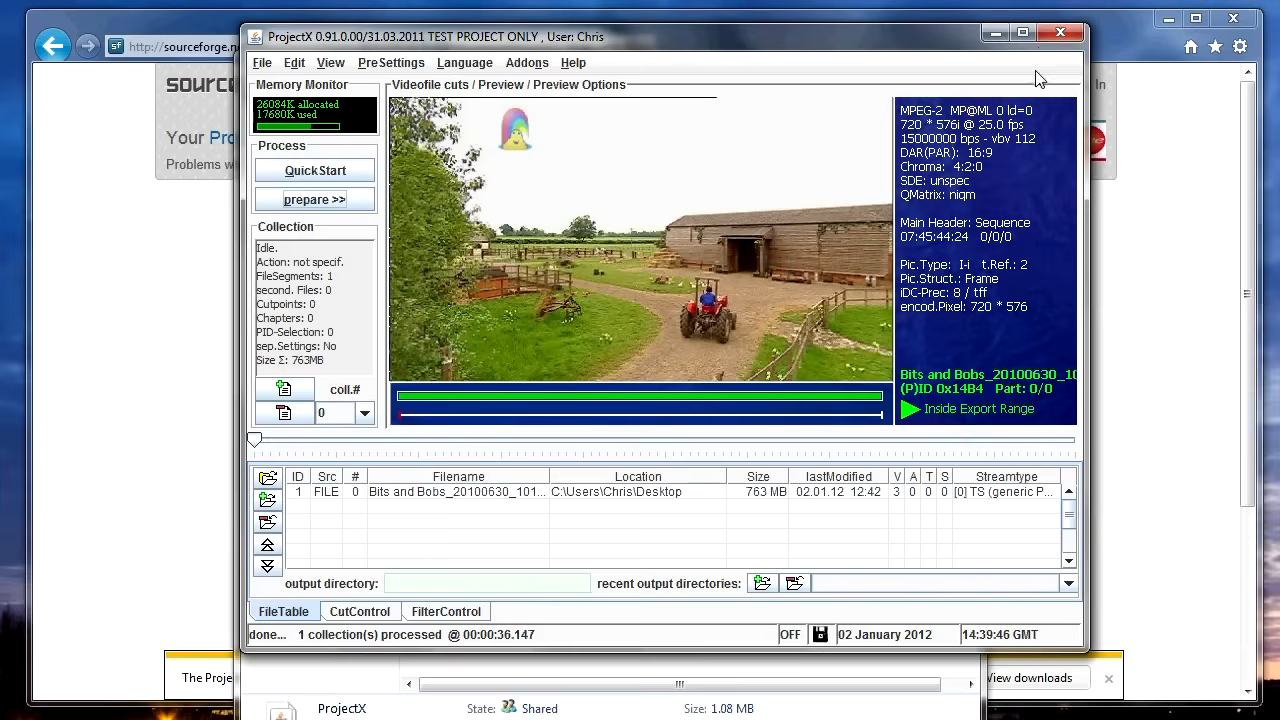 ProjectX 0.91.0.00/31.03.2011 TEST PROJECT ONLY , User: Chris
http://sourceforge.n
File Edit View PreSettings Language Addons Help
Memory Monitor
26084K allocated
17680K used
Process
QuickStart
prepare >>
Collection
Idle.
Action: not specif.
FileSegments: 1
second. Files: 0
Cutpoints: 0
Chapters: 0
PID-Selection: 0
sep.Settings: No
Size Σ: 763MB
coll.#
0
Videofile cuts / Preview / Preview Options
MPEG-2 MP@ML 0 ld=0
720 * 576i @ 25.0 fps
15000000 bps - vbv 112
DAR(PAR): 16:9
Chroma: 4:2:0
SDE: unspec
QMatrix: niqm
Main Header: Sequence
07:45:44:24 0/0/0
Pic.Type: I-i t.Ref.: 2
Pic.Struct.: Frame
iDC-Prec: 8 / tff
encod.Pixel: 720 * 576
Bits and Bobs_20100630_10
(P)ID 0x14B4 Part: 0/0
Inside Export Range
ID Src # Filename Location Size lastModified V A T S Streamtype
1 FILE 0 Bits and Bobs_20100630_101... C:\Users\Chris\Desktop 763 MB 02.01.12 12:42 3 0 0 0 [0] TS (generic P...
output directory: recent output directories:
FileTable CutControl FilterControl
done... 1 collection(s) processed @ 00:00:36.147 OFF 02 January 2012 14:39:46 GMT
sf
source
in
Your Pro
Problems w
The Proje
View downloads
ProjectX State: Shared Size: 1.08 MB